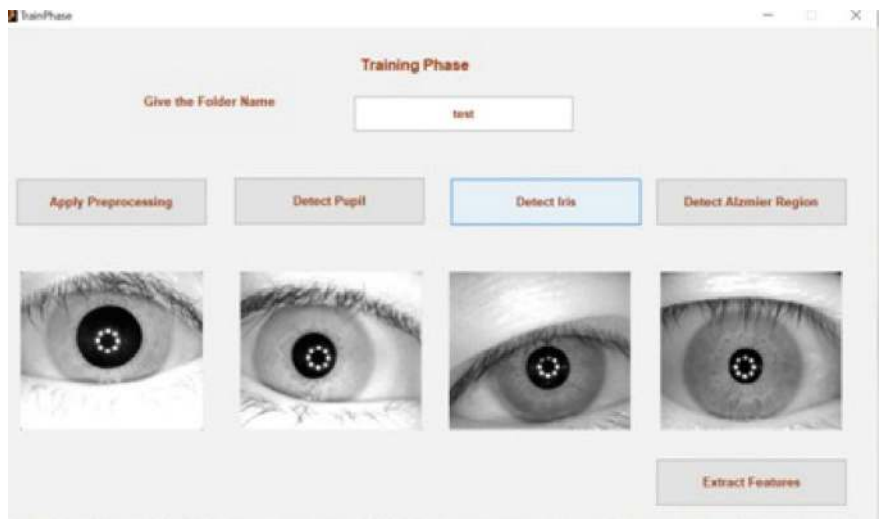 TrainPhase
Training Phase
Give the Folder Name
test
Apply Preprocessing
Detect Pupil
Detect Iris
Detect Alzmier Region
Extract Features